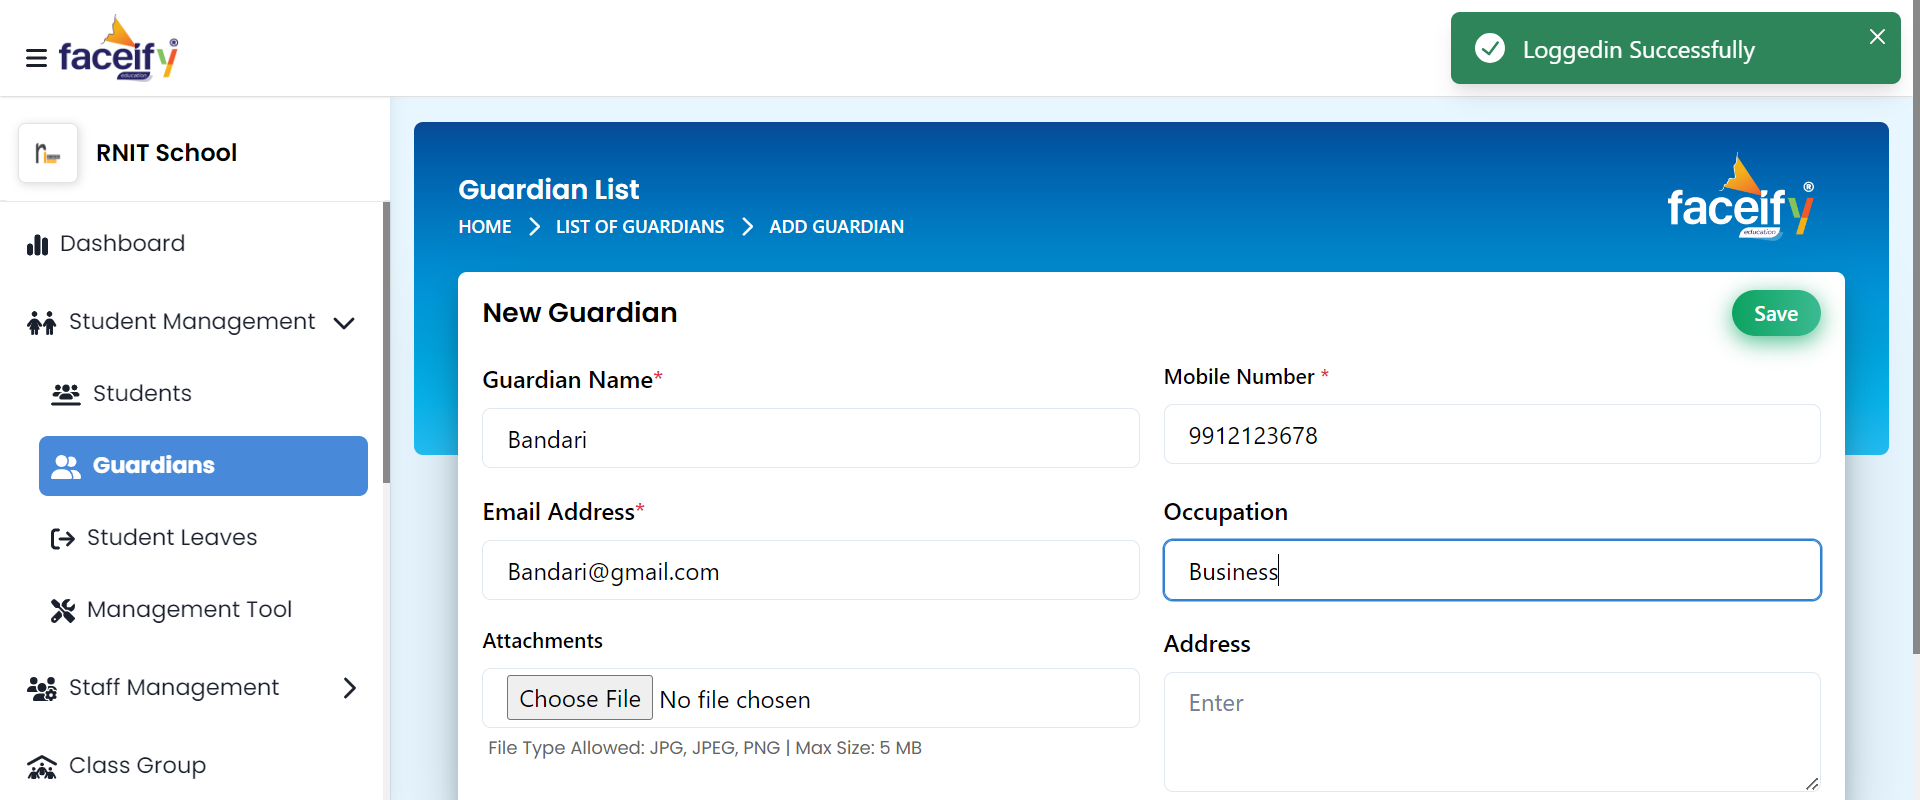 faceify®
education
Loggedin Successfully
RNIT School
Dashboard
Student Management
Students
Guardians
Student Leaves
Management Tool
Staff Management
Class Group
Guardian List
HOME > LIST OF GUARDIANS > ADD GUARDIAN
faceify®
education
New Guardian
Save
Guardian Name*
Bandari
Mobile Number *
9912123678
Email Address*
Bandari@gmail.com
Occupation
Business
Attachments
Choose File No file chosen
File Type Allowed: JPG, JPEG, PNG | Max Size: 5 MB
Address
Enter